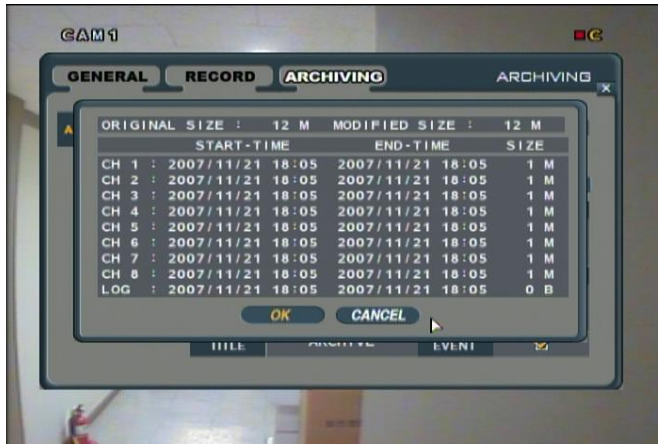 CAM 1
C
GENERAL RECORD ARCHIVING ARCHIVING
A
ORIGINAL SIZE : 12 M MODIFIED SIZE : 12 M
START-TIME END-TIME SIZE
CH 1 : 2007/11/21 18:05 2007/11/21 18:05 1 M
CH 2 : 2007/11/21 18:05 2007/11/21 18:05 1 M
CH 3 : 2007/11/21 18:05 2007/11/21 18:05 1 M
CH 4 : 2007/11/21 18:05 2007/11/21 18:05 1 M
CH 5 : 2007/11/21 18:05 2007/11/21 18:05 1 M
CH 6 : 2007/11/21 18:05 2007/11/21 18:05 1 M
CH 7 : 2007/11/21 18:05 2007/11/21 18:05 1 M
CH 8 : 2007/11/21 18:05 2007/11/21 18:05 1 M
LOG : 2007/11/21 18:05 2007/11/21 18:05 0 B
OK CANCEL
TITLE EVENT